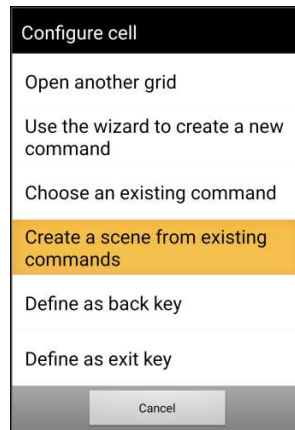 Configure cell
Open another grid
Use the wizard to create a new
command
Choose an existing command
Create a scene from existing
commands
Define as back key
Define as exit key
Cancel